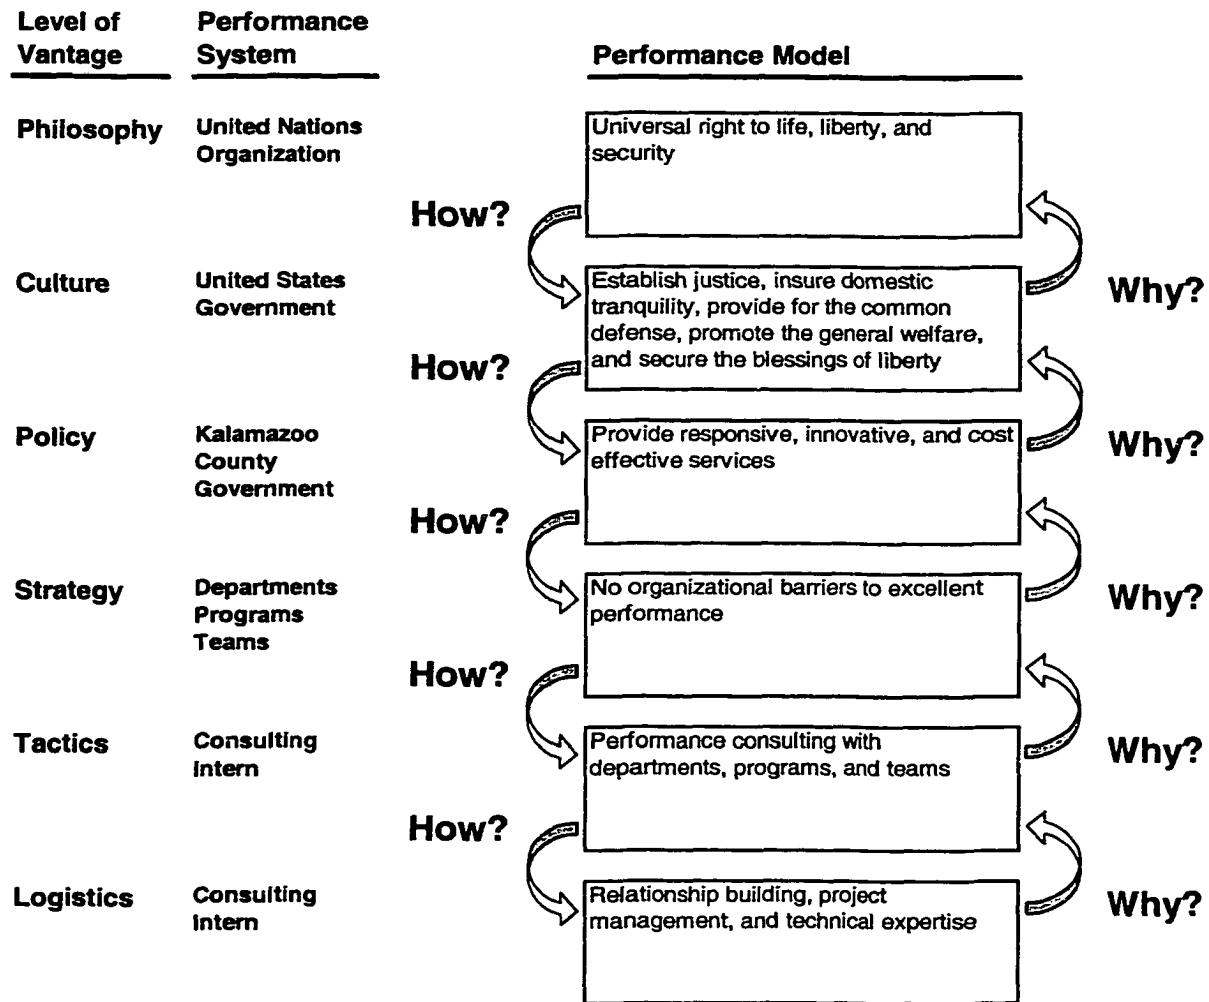 Level of
Vantage
Performance
System
Performance Model
Philosophy
United Nations
Organization
Universal right to life, liberty, and
security
How?
Culture
United States
Government
Establish justice, insure domestic
tranquility, provide for the common
defense, promote the general welfare,
and secure the blessings of liberty
Why?
How?
Policy
Kalamazoo
County
Government
Provide responsive, innovative, and cost
effective services
Why?
How?
Strategy
Departments
Programs
Teams
No organizational barriers to excellent
performance
Why?
How?
Tactics
Consulting
Intern
Performance consulting with
departments, programs, and teams
Why?
How?
Logistics
Consulting
Intern
Relationship building, project
management, and technical expertise
Why?